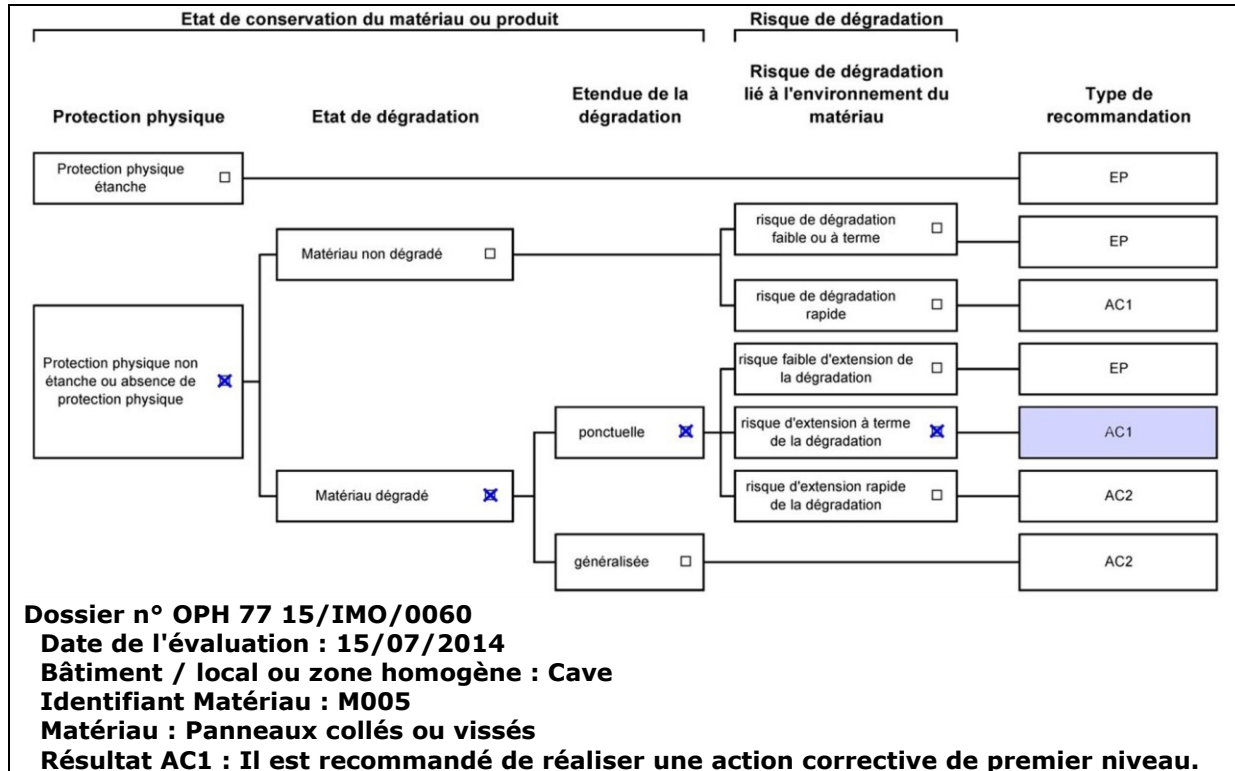 Etat de conservation du matériau ou produit
Risque de dégradation
Protection physique
Etat de dégradation
Etendue de la
dégradation
Risque de dégradation
lié à l'environnement du
matériau
Type de
recommandation
Protection physique
étanche
EP
Matériau non dégradé
risque de dégradation
faible ou à terme
EP
risque de dégradation
rapide
AC1
Protection physique non
étanche ou absence de
protection physique
risque faible d'extension de
la dégradation
EP
ponctuelle
risque d'extension à terme
de la dégradation
AC1
Matériau dégradé
risque d'extension rapide
de la dégradation
AC2
généralisée
AC2
Dossier n° OPH 77 15/IMO/0060
Date de l'évaluation : 15/07/2014
Bâtiment / local ou zone homogène : Cave
Identifiant Matériau : M005
Matériau : Panneaux collés ou vissés
Résultat AC1 : Il est recommandé de réaliser une action corrective de premier niveau.